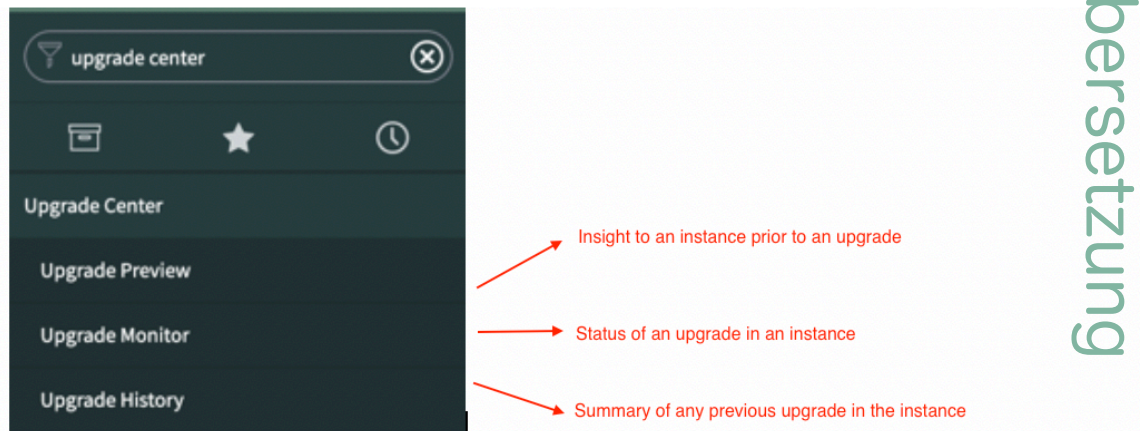 upgrade center
Upgrade Center
Upgrade Preview
Insight to an instance prior to an upgrade
Upgrade Monitor
Status of an upgrade in an instance
Upgrade History
Summary of any previous upgrade in the instance
bersetzung